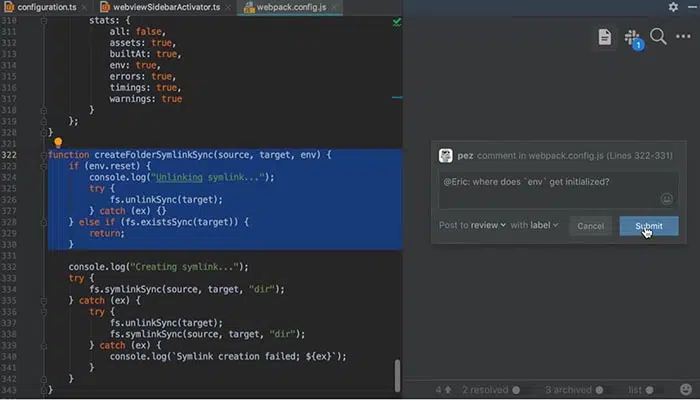 configuration.ts webviewSidebarActivator.ts webpack.config.js
310 stats: {
311 all: false,
312 assets: true,
313 builtAt: true,
314 env: true,
315 errors: true,
316 timings: true,
317 warnings: true
318 }
319 };
320 }
321
322 function createFolderSymlinkSync(source, target, env) {
323 if (env.reset) {
324 console.log("Unlinking symlink...");
325 try {
326 fs.unlinkSync(target);
327 } catch (ex) {}
328 } else if (fs.existsSync(target)) {
329 return;
330 }
331
332 console.log("Creating symlink...");
333 try {
334 fs.symlinkSync(source, target, "dir");
335 } catch (ex) {
336 try {
337 fs.unlinkSync(target);
338 fs.symlinkSync(source, target, "dir");
339 } catch (ex) {
340 console.log(`Symlink creation failed; ${ex}`);
341 }
342 }
343 }
1
pez comment in webpack.config.js (Lines 322-331)
@Eric: where does `env` get initialized?
Post to review with label Cancel Submit
4 2 resolved 3 archived list